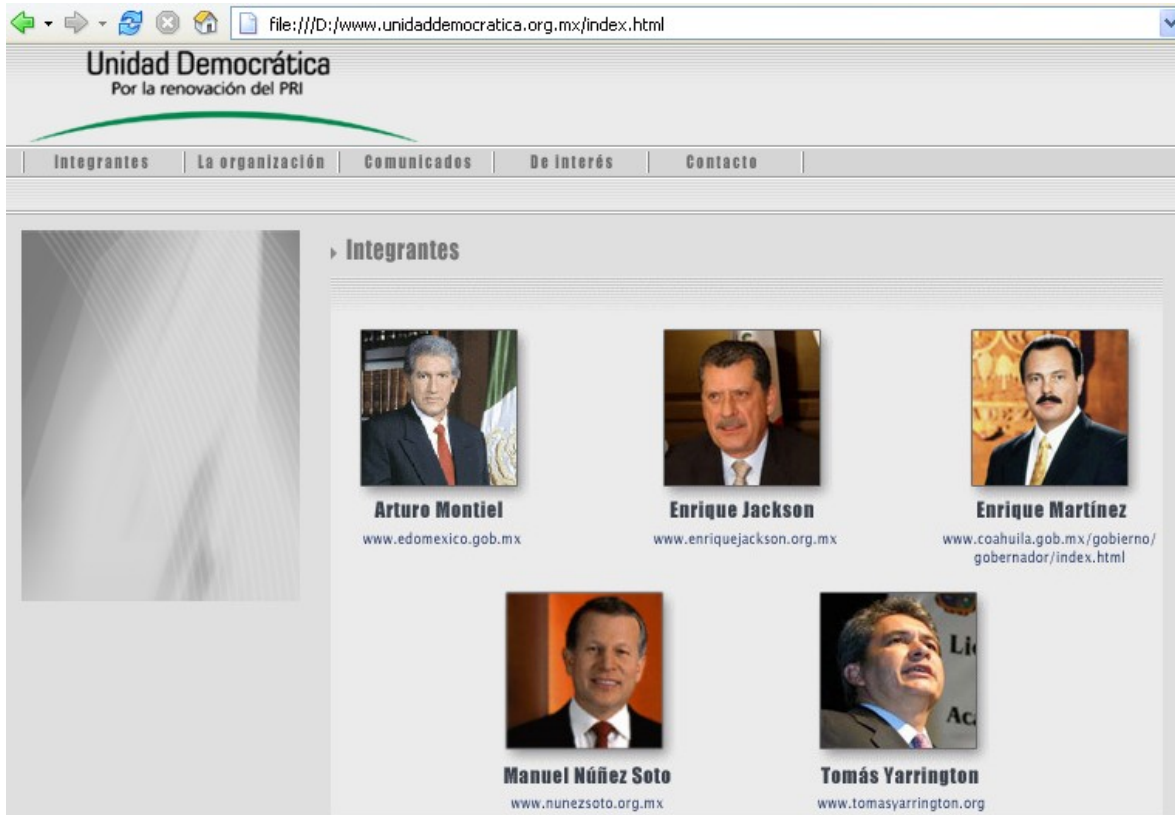 file:///D:/www.unidaddemocratica.org.mx/index.html
Unidad Democrática
Por la renovación del PRI
Integrantes La organización Comunicados De interés Contacto
Integrantes
Arturo Montiel Enrique Jackson Enrique Martínez
www.edomexico.gob.mx www.enriquejackson.org.mx www.coahuila.gob.mx/gobierno/
gobernador/index.html
Manuel Núñez Soto Tomás Yarrington
www.nunezsoto.org.mx www.tomasyarrington.org